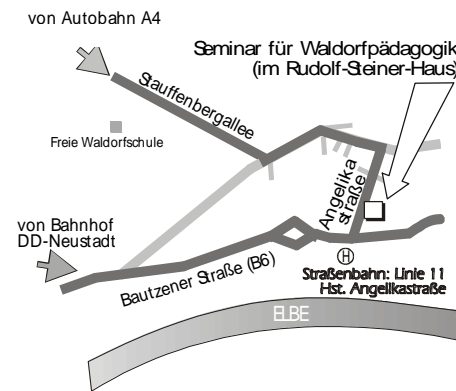 von Autobahn A4
Seminar für Waldorfpädagogik
(im Rudolf-Steiner-Haus)
Stauffenbergallee
Freie Waldorfschule
Angelika
straße
von Bahnhof
DD-Neustadt
Bautzener Straße (B6)
H
Straßenbahn: Linie 11
Hst. Angelikastraße
ELBE